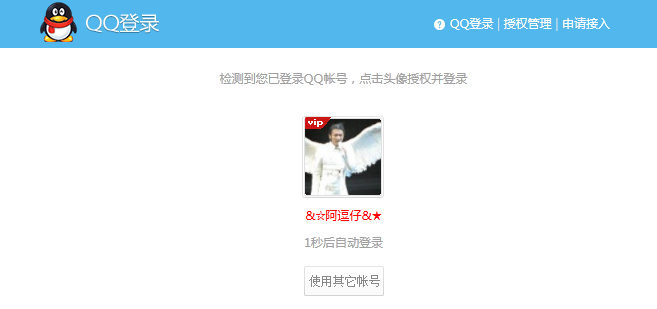 QQ登录
QQ登录 | 授权管理 | 申请接入
检测到您已登录QQ帐号，点击头像授权并登录
vip
&☆阿逗仔&★
1秒后自动登录
使用其它帐号